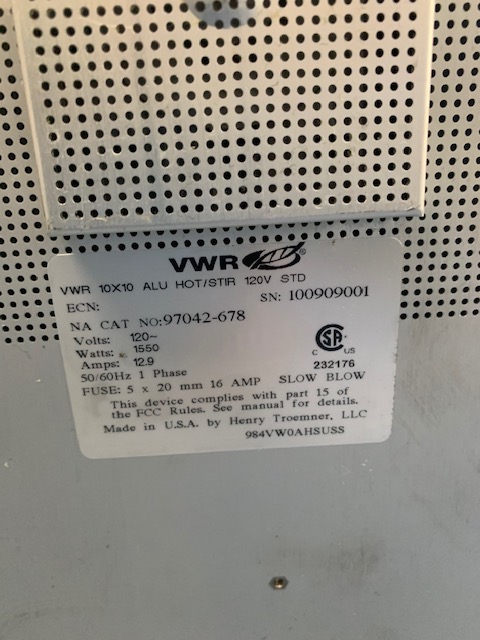 VWR
VWR 10X10 ALU HOT/STIR 120V STD
ECN:
SN: 100909001
NA CAT NO:97042-678
Volts: 120~
Watts: 1550
Amps: 12.9
50/60Hz 1 Phase
C US
232176
FUSE: 5 x 20 mm 16 AMP SLOW BLOW
This device complies with part 15 of
the FCC Rules. See manual for details.
Made in U.S.A. by Henry Troemner, LLC
984VW0AHSUSS